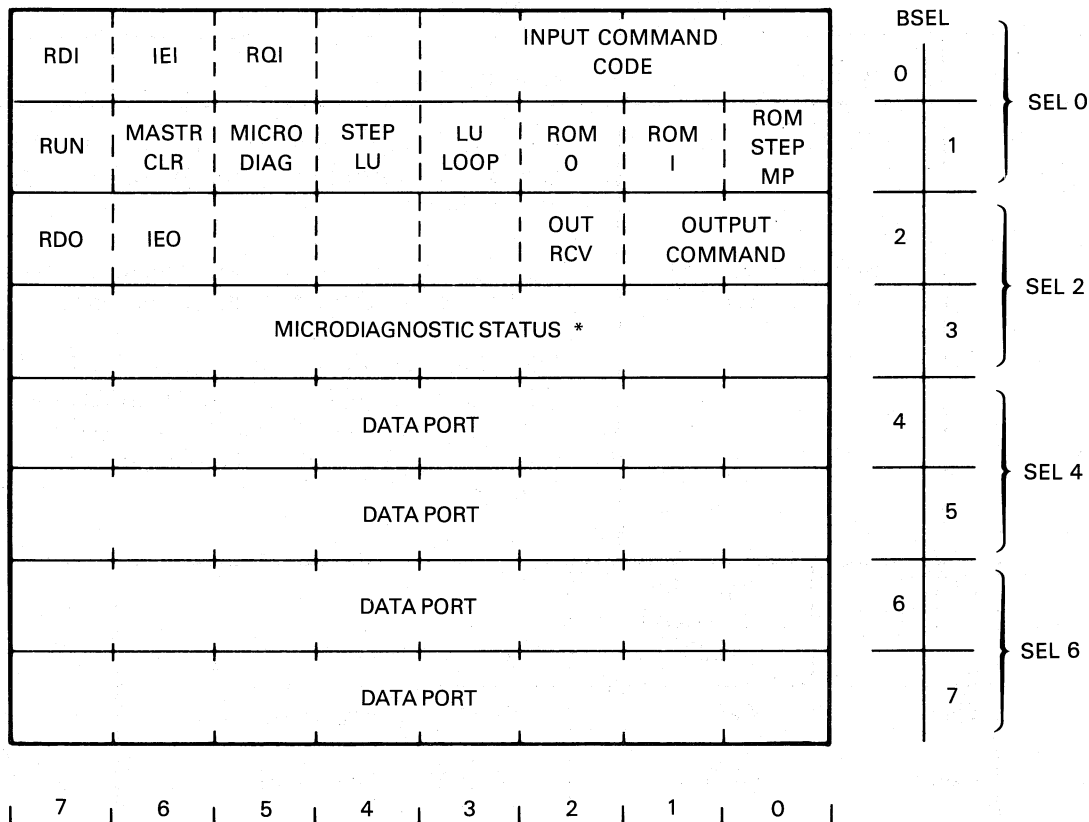 BSEL
RDI IEI RQI INPUT COMMAND
CODE
0
SEL 0
RUN MASTR
CLR MICRO
DIAG STEP
LU LU
LOOP ROM
0 ROM
I ROM
STEP
MP
1
RDO IEO OUT
RCV OUTPUT
COMMAND
2
SEL 2
MICRODIAGNOSTIC STATUS *
3
DATA PORT
4
SEL 4
DATA PORT
5
DATA PORT
6
SEL 6
DATA PORT
7
7 6 5 4 3 2 1 0